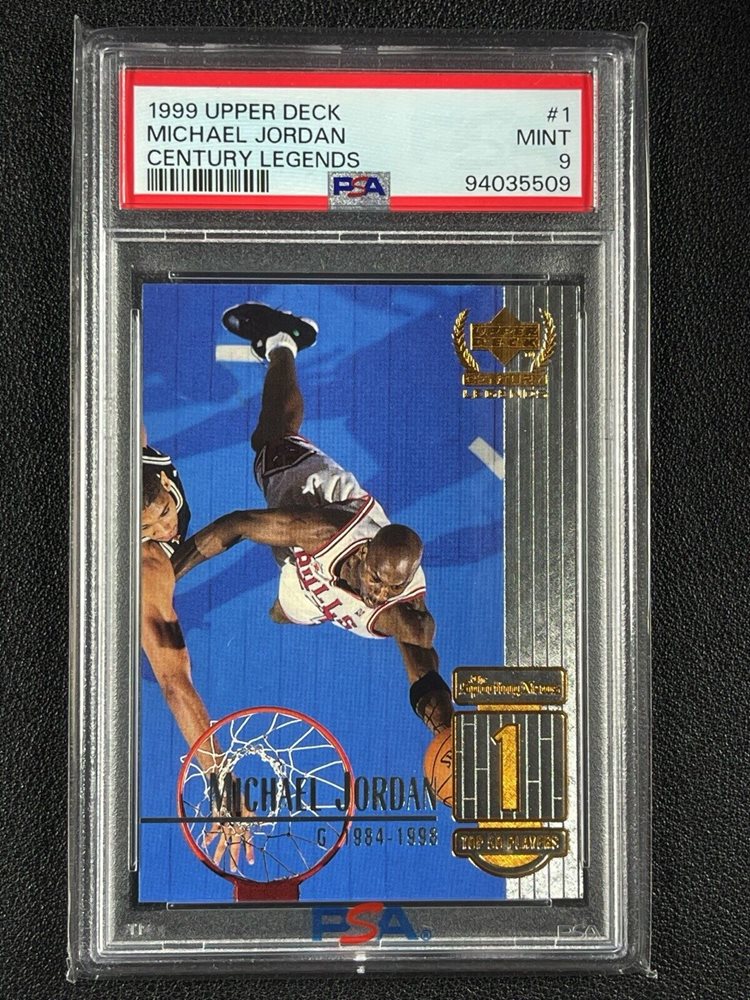 1999 UPPER DECK #1
MICHAEL JORDAN MINT
CENTURY LEGENDS 9
PSA 94035509
UPPER
DECK
CENTURY
LEGENDS
BULLS
The
Sporting News
1
MICHAEL JORDAN
G 1984-1998
TOP 50 PLAYERS
PSA®
PSA